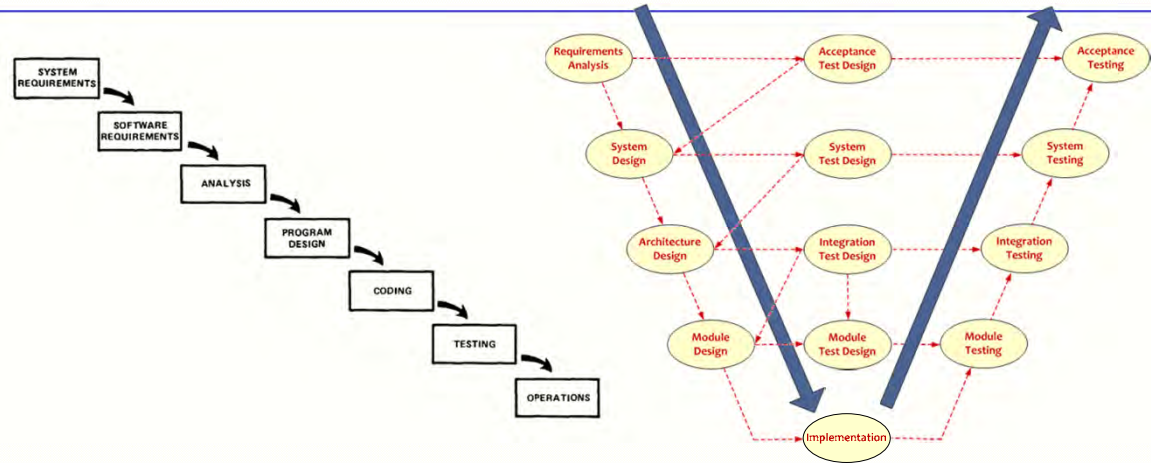 SYSTEM
REQUIREMENTS
SOFTWARE
REQUIREMENTS
ANALYSIS
PROGRAM
DESIGN
CODING
TESTING
OPERATIONS
Requirements
Analysis
Acceptance
Test Design
Acceptance
Testing
System
Design
System
Test Design
System
Testing
Architecture
Design
Integration
Test Design
Integration
Testing
Module
Design
Module
Test Design
Module
Testing
Implementation